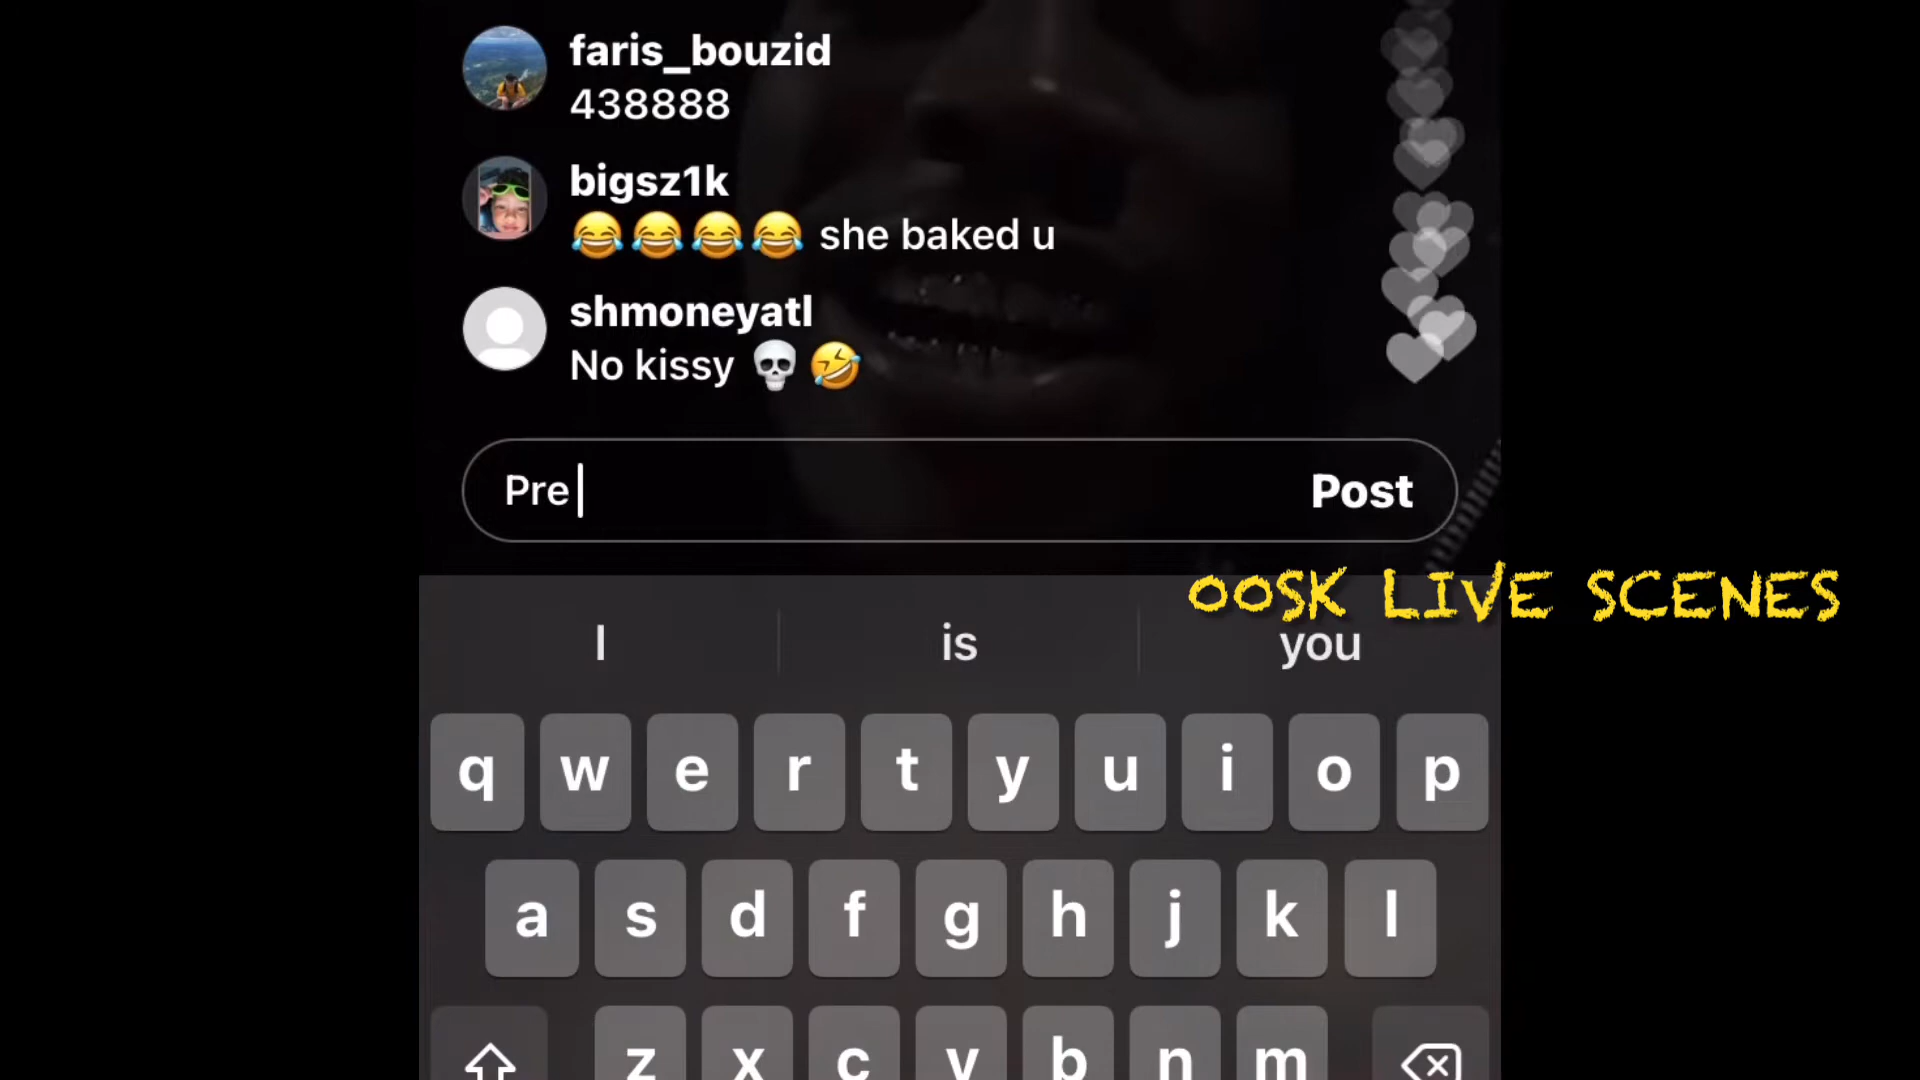 faris_bouzid
438888
bigsz1k
😂😂😂😂 she baked u
shmoneyatl
No kissy 💀🤣
Pre
Post
OOSK LIVE SCENES
I is you
q w e r t y u i o p
a s d f g h j k l
z x c v b n m